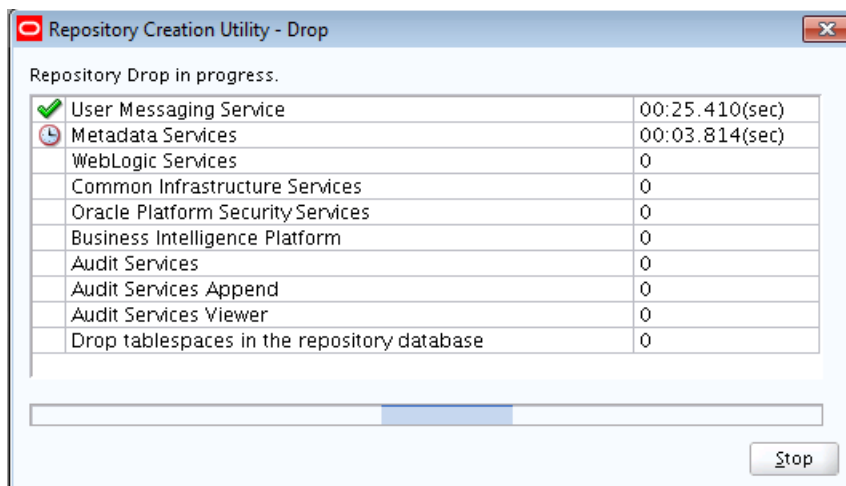 Repository Creation Utility - Drop
Repository Drop in progress.
User Messaging Service 00:25.410(sec)
Metadata Services 00:03.814(sec)
WebLogic Services 0
Common Infrastructure Services 0
Oracle Platform Security Services 0
Business Intelligence Platform 0
Audit Services 0
Audit Services Append 0
Audit Services Viewer 0
Drop tablespaces in the repository database 0
Stop